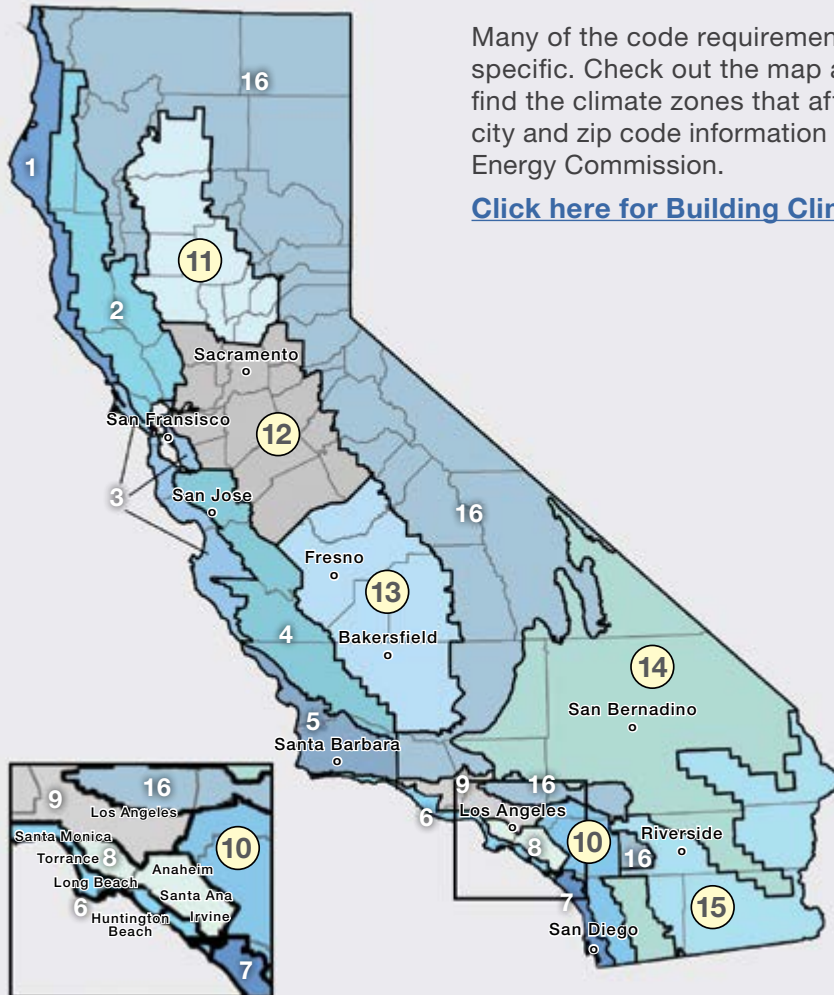 Many of the code requiremen
specific. Check out the map a
find the climate zones that aff
city and zip code information
Energy Commission.
Click here for Building Clim
16
1
11
2
Sacramento
San Fransisco
12
3
San Jose
16
Fresno
13
4
Bakersfield
14
5
San Bernadino
Santa Barbara
9
16
6
Los Angeles
8
10
16
Riverside
7
15
San Diego
16
9
Los Angeles
Santa Monica
10
Torrance
8
Anaheim
Long Beach
Santa Ana
6
Huntington
Beach
Irvine
7